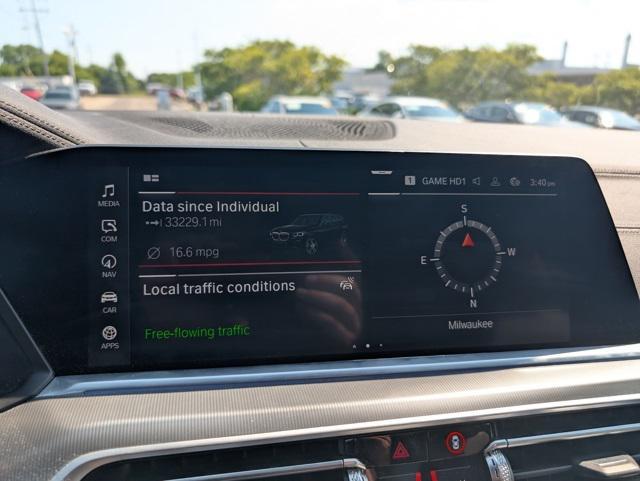 1 GAME HD1 3:40 pm
MEDIA
COM
NAV
CAR
APPS
Data since Individual
33229.1 mi
16.6 mpg
Local traffic conditions
Free-flowing traffic
S
E W
N
Milwaukee